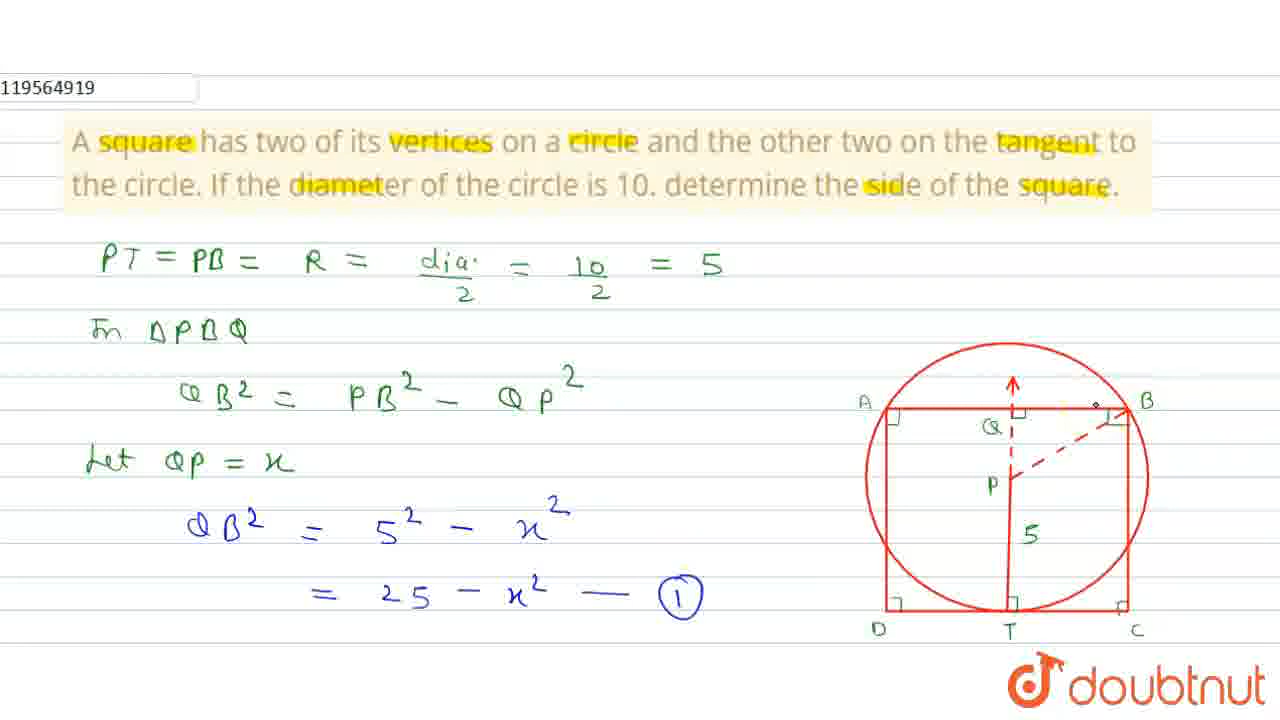 119564919
A square has two of its vertices on a circle and the other two on the tangent to
the circle. If the diameter of the circle is 10. determine the side of the square.
PT = PB = R = dia./2 = 10/2 = 5
In ΔPBQ
QB² = PB² - QP²
Let QP = x
QB² = 5² - x²
= 25 - x² — ①
A
B
Q
P
5
D
T
C
doubtnut